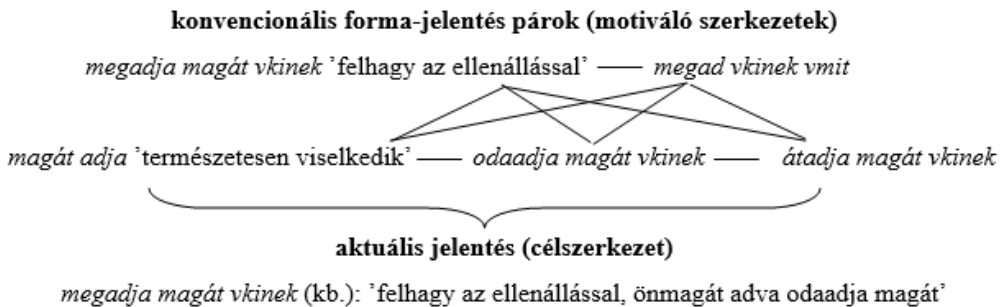 konvencionális forma-jelentés párok (motiváló szerkezetek)
megadja magát vkinek ’felhagy az ellenállással’ — megad vkinek vmit
magát adja ’természetesen viselkedik’ — odaadja magát vkinek — átadja magát vkinek
aktuális jelentés (célszerkezet)
megadja magát vkinek (kb.): ’felhagy az ellenállással, önmagát adva odaadja magát’